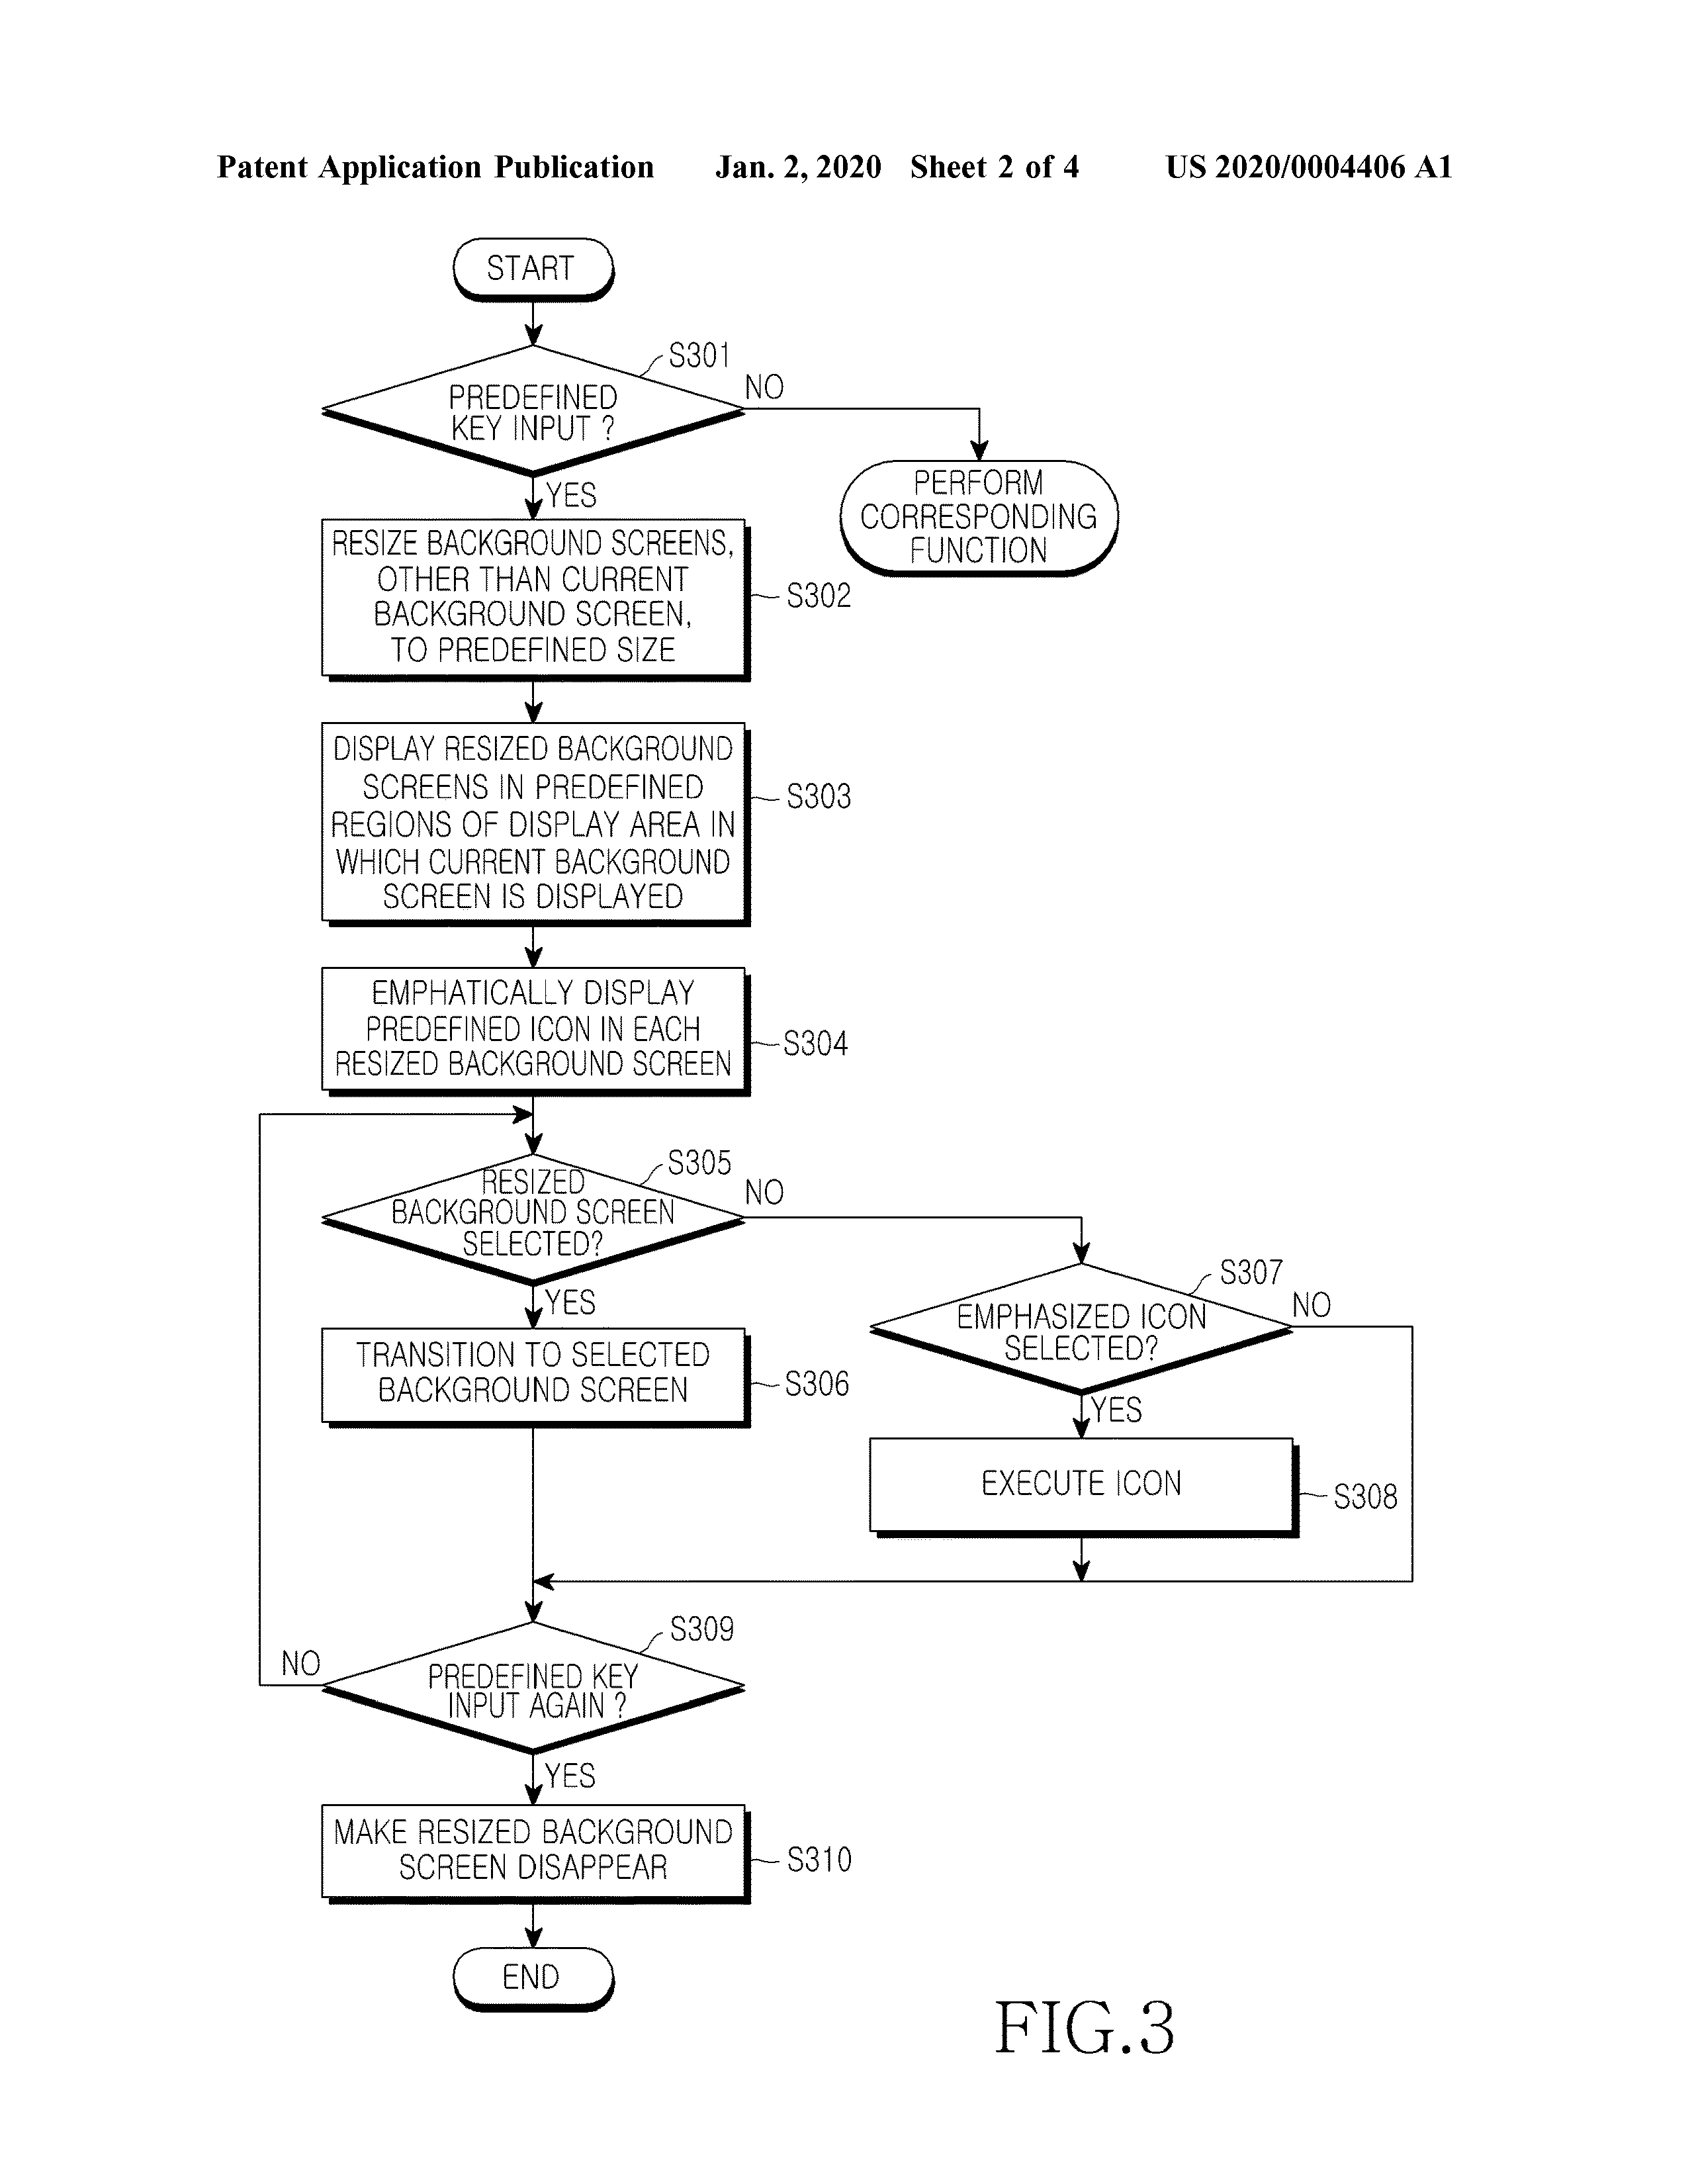 Patent Application Publication Jan. 2, 2020 Sheet 2 of 4 US 2020/0004406 A1
START
S301
PREDEFINED
KEY INPUT ?
NO
YES
PERFORM
CORRESPONDING
FUNCTION
RESIZE BACKGROUND SCREENS,
OTHER THAN CURRENT
BACKGROUND SCREEN,
TO PREDEFINED SIZE
S302
DISPLAY RESIZED BACKGROUND
SCREENS IN PREDEFINED
REGIONS OF DISPLAY AREA IN
WHICH CURRENT BACKGROUND
SCREEN IS DISPLAYED
S303
EMPHATICALLY DISPLAY
PREDEFINED ICON IN EACH
RESIZED BACKGROUND SCREEN
S304
S305
RESIZED
BACKGROUND SCREEN
SELECTED?
NO
YES
TRANSITION TO SELECTED
BACKGROUND SCREEN
S306
S307
EMPHASIZED ICON
SELECTED?
NO
YES
EXECUTE ICON
S308
S309
PREDEFINED KEY
INPUT AGAIN ?
NO
YES
MAKE RESIZED BACKGROUND
SCREEN DISAPPEAR
S310
END
FIG.3